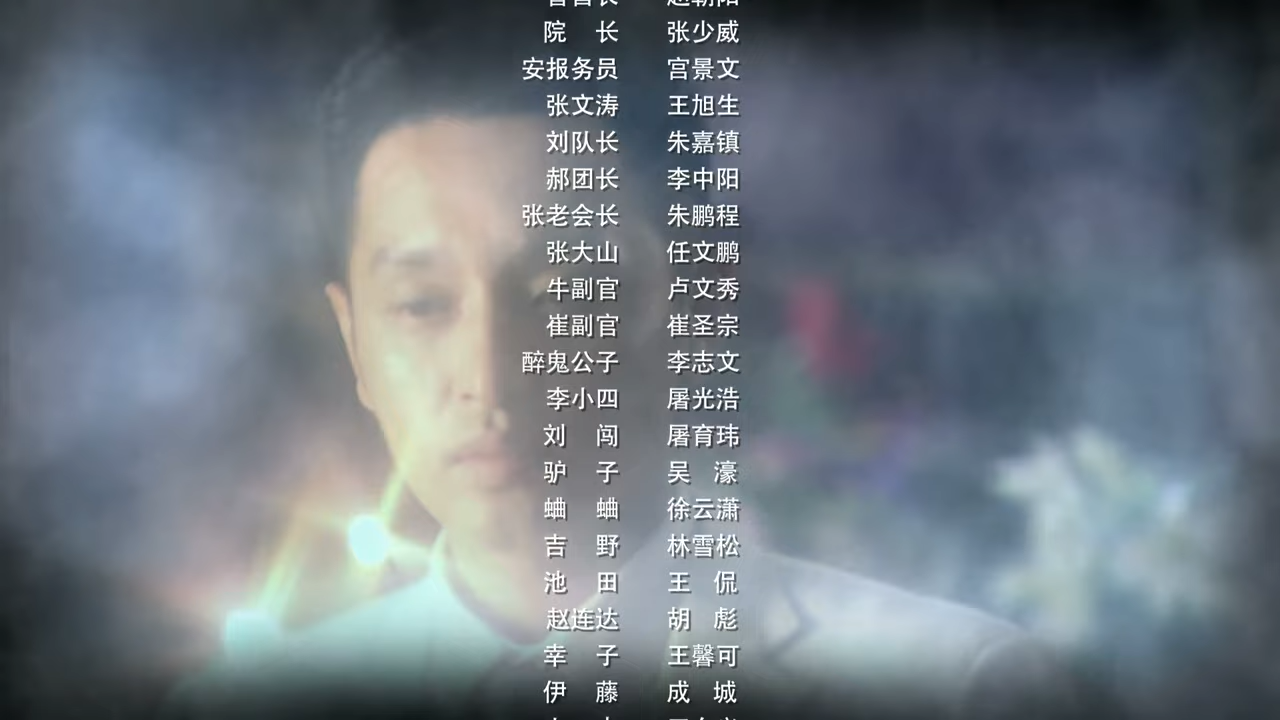 院 长 张少威
安报务员 宫景文
张文涛 王旭生
刘队长 朱嘉镇
郝团长 李中阳
张老会长 朱鹏程
张大山 任文鹏
牛副官 卢文秀
崔副官 崔圣宗
醉鬼公子 李志文
李小四 屠光浩
刘 闯 屠育玮
驴 子 吴 濠
蛐 蛐 徐云潇
吉 野 林雪松
池 田 王 侃
赵连达 胡 彪
幸 子 王馨可
伊 藤 成 城